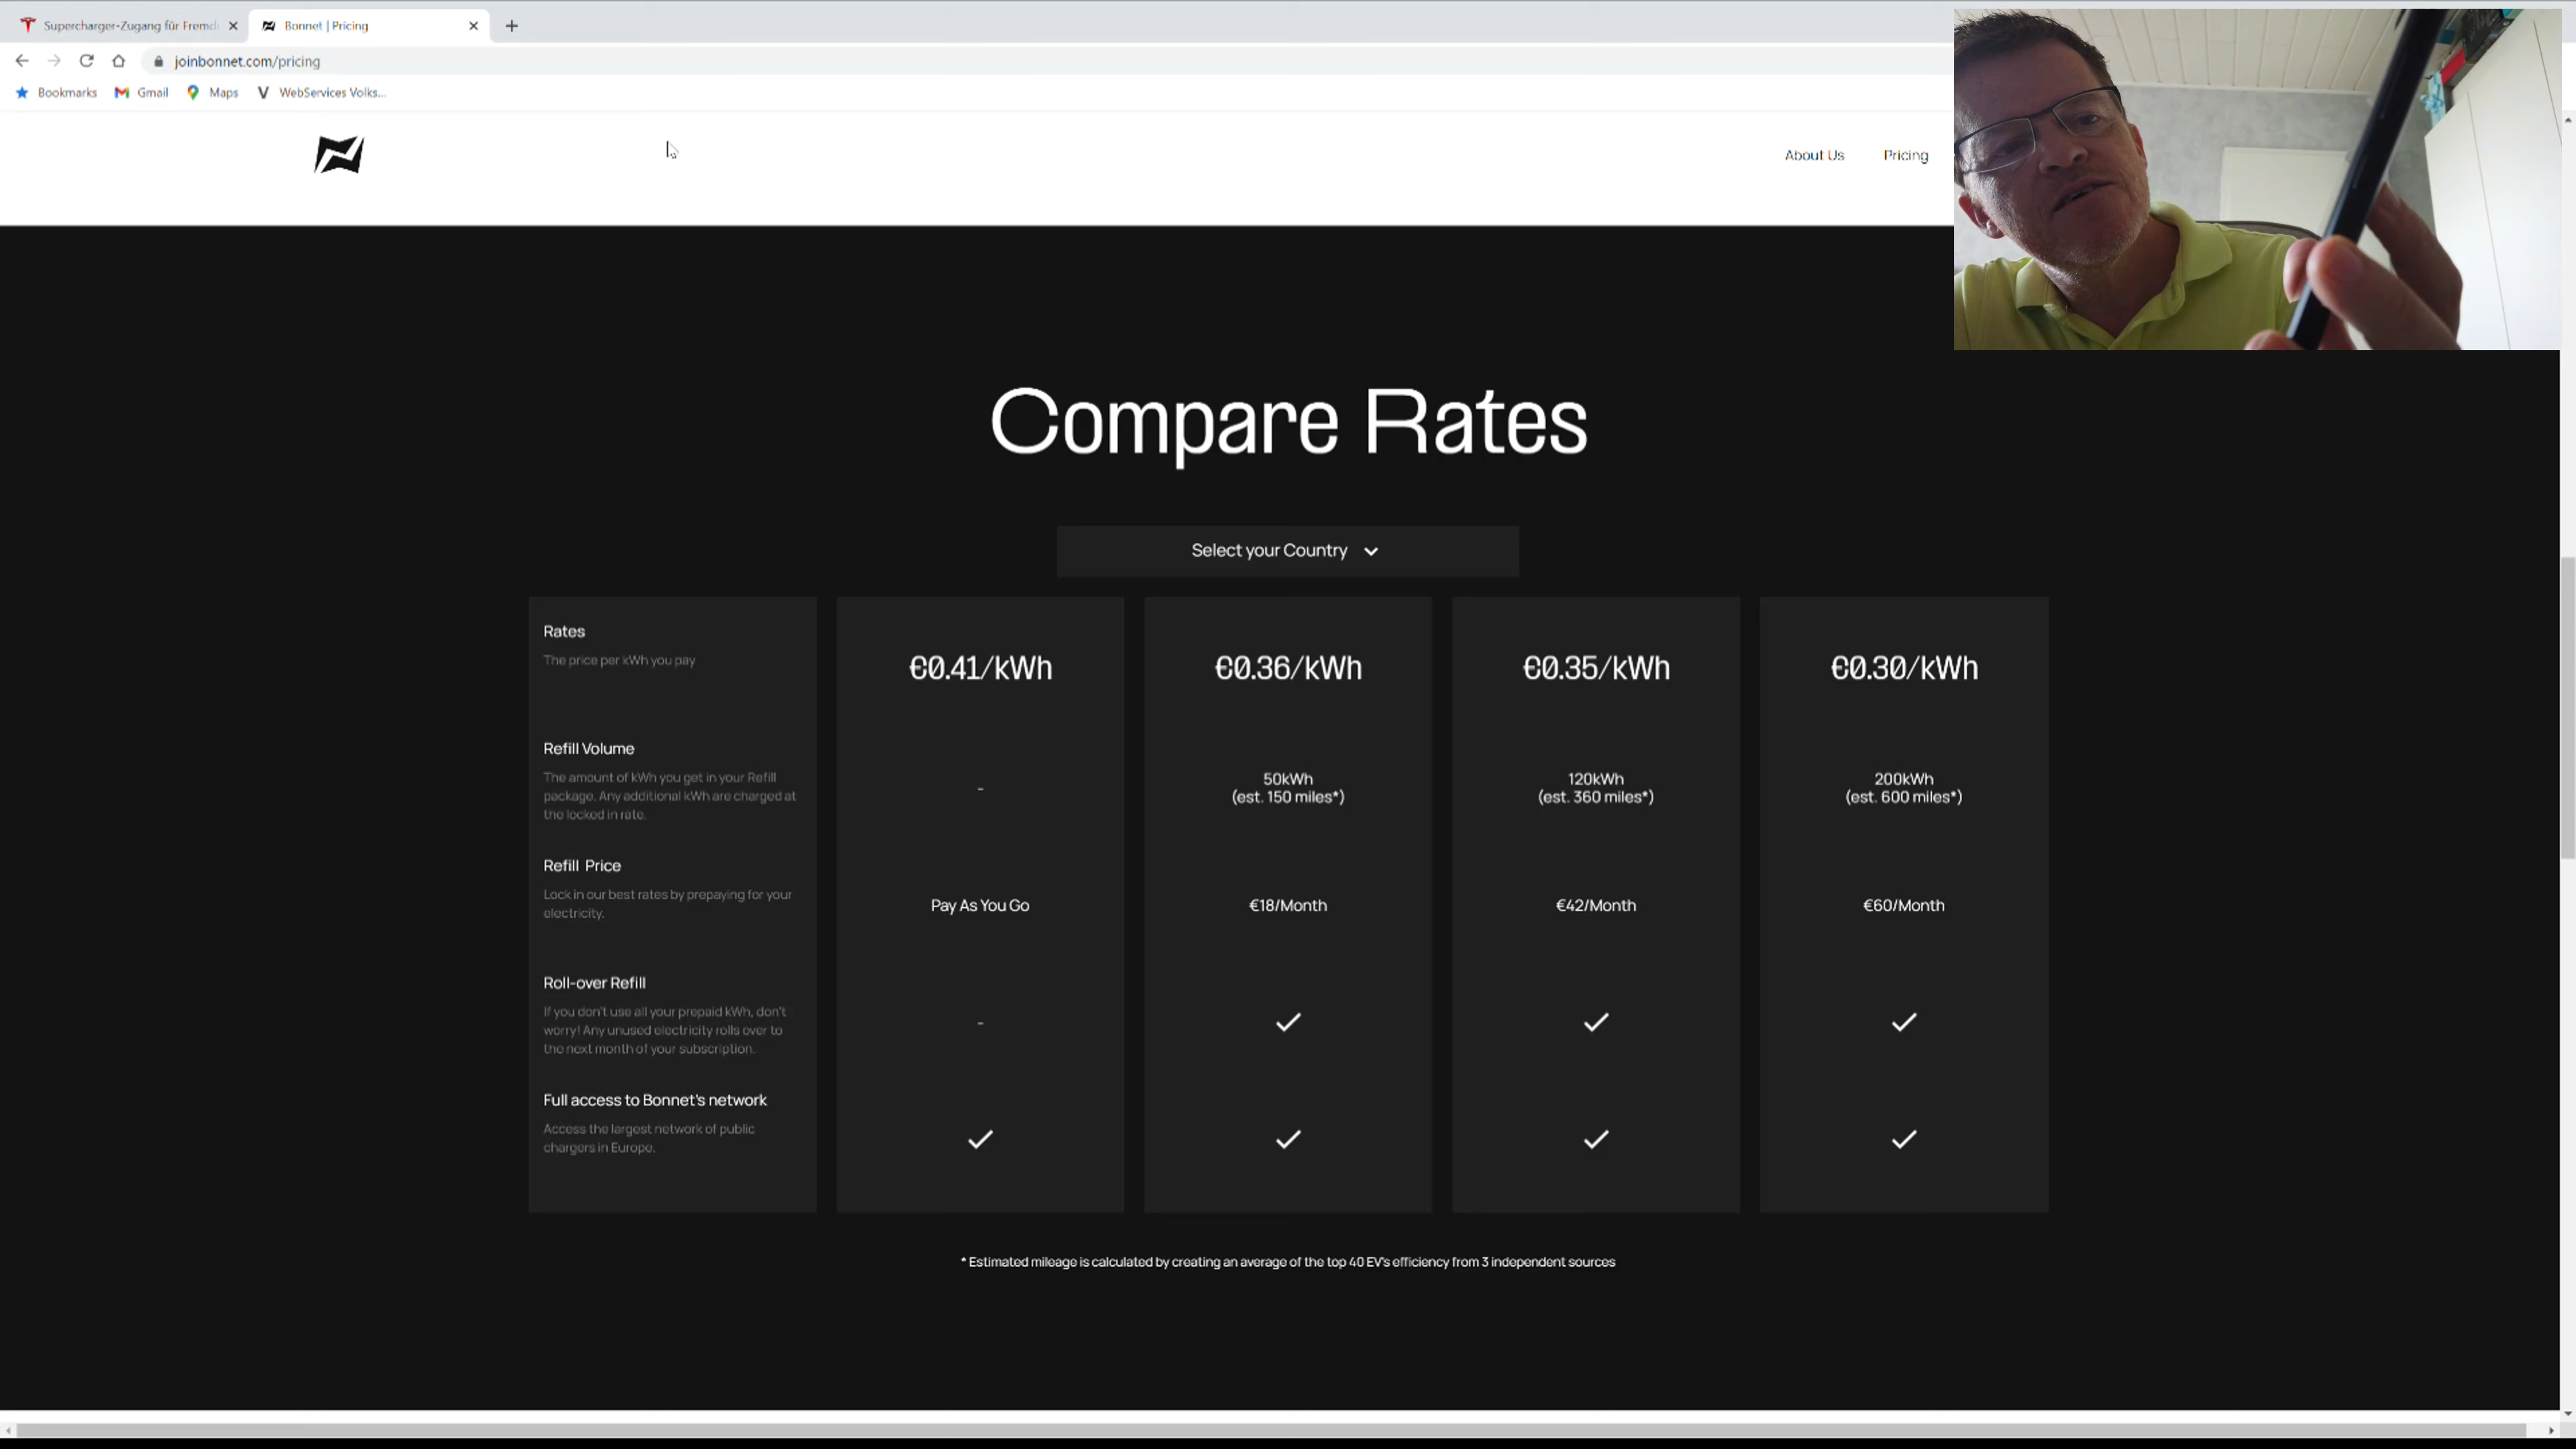 Supercharger-Zugang für Fremd
Bonnet | Pricing
joinbonnet.com/pricing
Bookmarks Gmail Maps WebServices Volks...
About Us Pricing
Compare Rates
Select your Country
Rates
The price per kWh you pay
€0.41/kWh €0.36/kWh €0.35/kWh €0.30/kWh
Refill Volume
The amount of kWh you get in your Refill
package. Any additional kWh are charged at
the locked in rate.
-
50kWh
(est. 150 miles*)
120kWh
(est. 360 miles*)
200kWh
(est. 600 miles*)
Refill Price
Lock in our best rates by prepaying for your
electricity.
Pay As You Go €18/Month €42/Month €60/Month
Roll-over Refill
If you don't use all your prepaid kWh, don't
worry! Any unused electricity rolls over to
the next month of your subscription.
-
Full access to Bonnet's network
Access the largest network of public
chargers in Europe.
* Estimated mileage is calculated by creating an average of the top 40 EV's efficiency from 3 independent sources